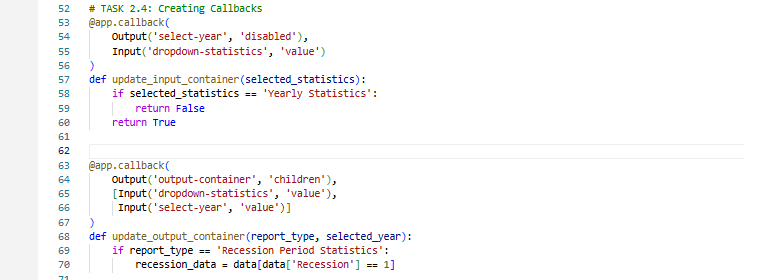 52 # TASK 2.4: Creating Callbacks
53 @app.callback(
54     Output('select-year', 'disabled'),
55     Input('dropdown-statistics', 'value')
56 )
57 def update_input_container(selected_statistics):
58     if selected_statistics == 'Yearly Statistics':
59         return False
60     return True
61
62
63 @app.callback(
64     Output('output-container', 'children'),
65     [Input('dropdown-statistics', 'value'),
66      Input('select-year', 'value')]
67 )
68 def update_output_container(report_type, selected_year):
69     if report_type == 'Recession Period Statistics':
70         recession_data = data[data['Recession'] == 1]